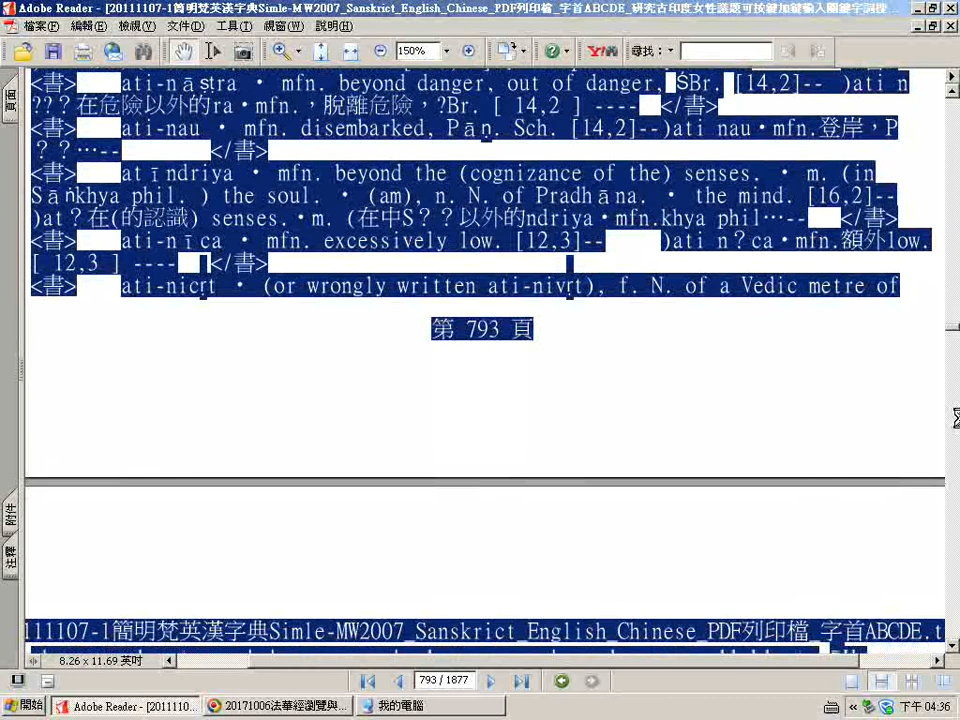 Adobe Reader - [20111107-1簡明梵英漢字典Simle-MW2007_Sanskrict_English_Chinese_PDF列印檔_字首ABCDE_研究古印度女性議題可按鍵加鍵輸入關鍵字詞搜...
檔案(F) 編輯(E) 檢視(V) 文件(D) 工具(T) 視窗(W) 說明(H)
150% 尋找:
頁面
<書> ati-nāṣṭra ‧ mfn. beyond danger, out of danger, ŚBr. [14,2]-- )ati n
???在危險以外的ra‧mfn.,脫離危險,?Br. [ 14,2 ] ---- </書>
<書> ati-nau ‧ mfn. disembarked, Pāṇ. Sch. [14,2]--)ati nau‧mfn.登岸,P
??…-- </書>
<書> atīndriya ‧ mfn. beyond the (cognizance of the) senses. ‧ m. (in
Sāṅkhya phil. ) the soul. ‧ (am), n. N. of Pradhāna. ‧ the mind. [16,2]--
)at?在(的認識) senses.‧m. (在中S??以外的ndriya‧mfn.khya phil…-- </書>
<書> ati-nīca ‧ mfn. excessively low. [12,3]-- )ati n?ca‧mfn.額外low.
[ 12,3 ] ---- </書>
<書> ati-nicṛt ‧ (or wrongly written ati-nivṛt), f. N. of a Vedic metre of
第 793 頁
附件
注釋
111107-1簡明梵英漢字典Simle-MW2007_Sanskrict_English_Chinese_PDF列印檔_字首ABCDE.t
8.26 x 11.69 英吋
793 / 1877
開始 Adobe Reader - [2011110... 20171006法華經瀏覽與... 我的電腦 下午 04:36